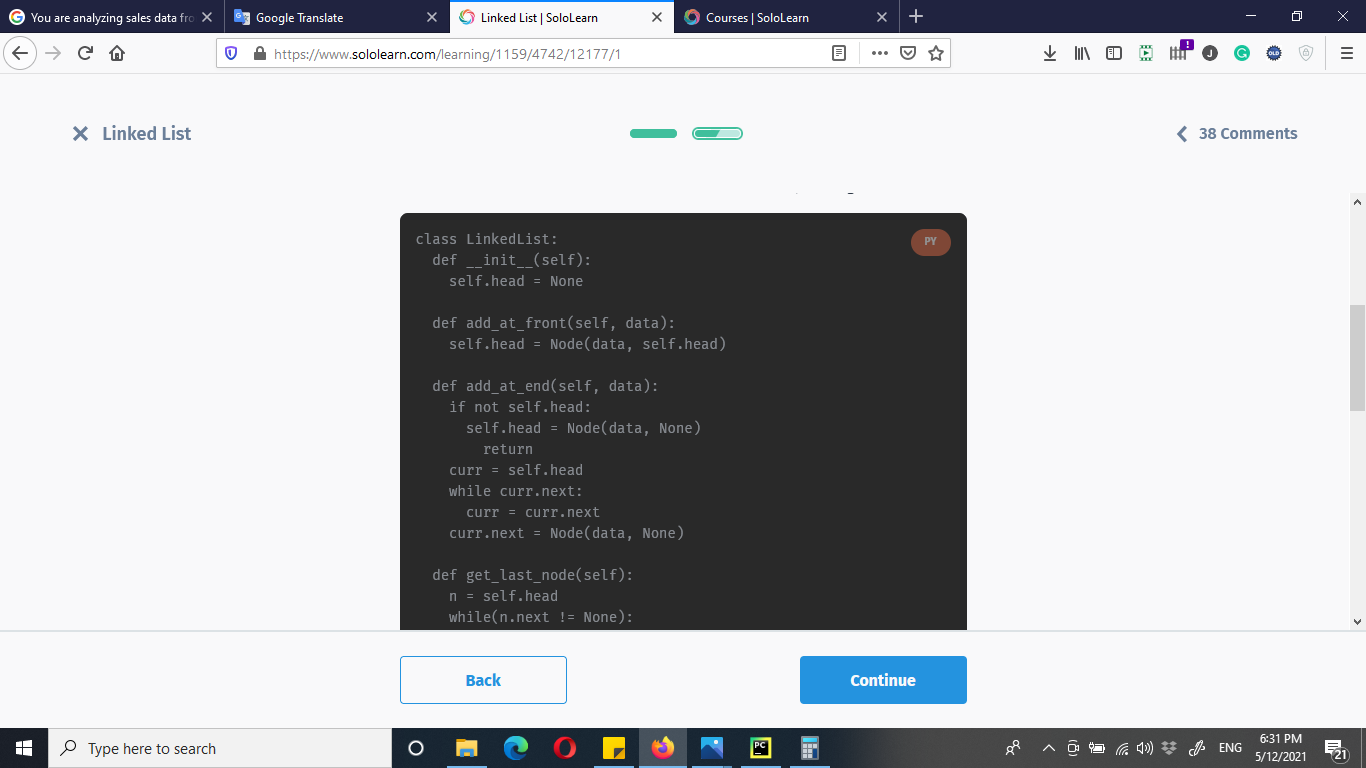 You are analyzing sales data fro
Google Translate
Linked List | SoloLearn
Courses | SoloLearn
https://www.sololearn.com/learning/1159/4742/12177/1
Linked List
38 Comments
PY
class LinkedList:
  def __init__(self):
    self.head = None

  def add_at_front(self, data):
    self.head = Node(data, self.head)

  def add_at_end(self, data):
    if not self.head:
      self.head = Node(data, None)
        return
    curr = self.head
    while curr.next:
      curr = curr.next
    curr.next = Node(data, None)

  def get_last_node(self):
    n = self.head
    while(n.next != None):
Back
Continue
Type here to search
PC
ENG
6:31 PM
5/12/2021
21